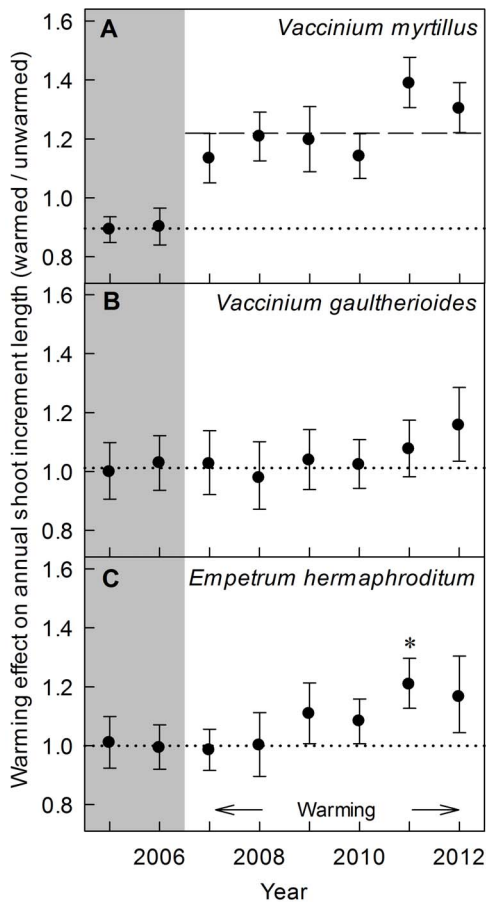 Warming effect on annual shoot increment length (warmed / unwarmed)
A
Vaccinium myrtillus
1.6
1.4
1.2
1.0
0.8
B
Vaccinium gaultherioides
1.6
1.4
1.2
1.0
0.8
C
Empetrum hermaphroditum
1.6
1.4
1.2
1.0
0.8
*
← Warming →
2006 2008 2010 2012
Year